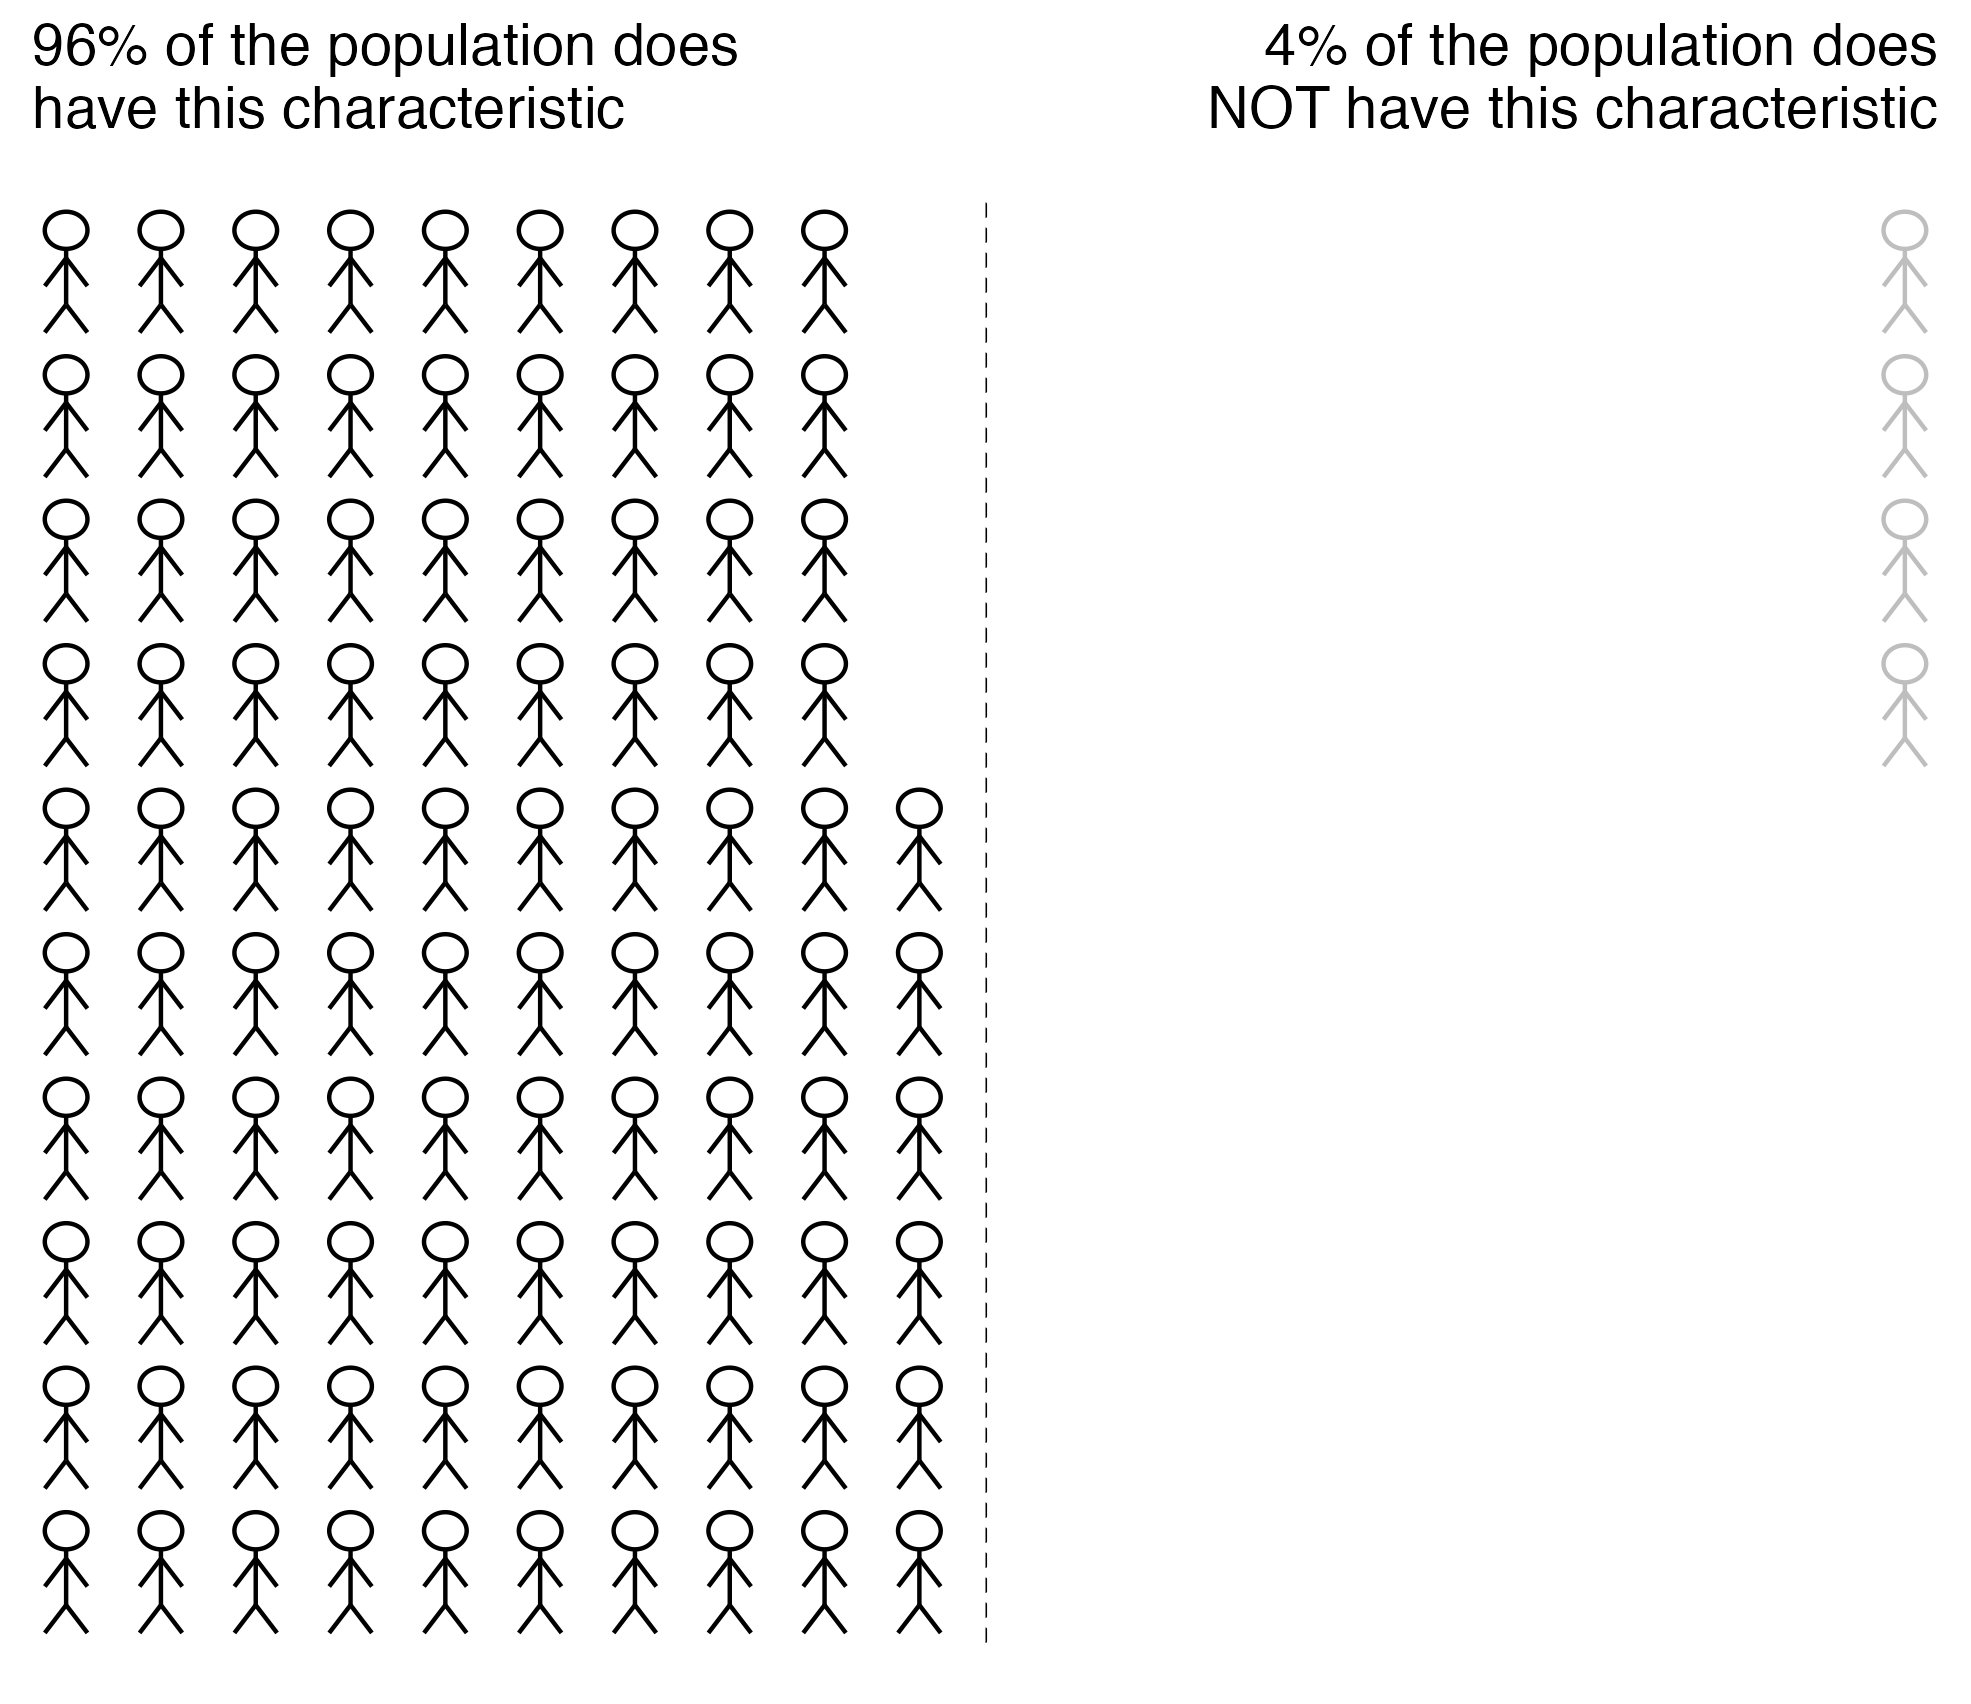 96% of the population does
have this characteristic
4% of the population does
NOT have this characteristic